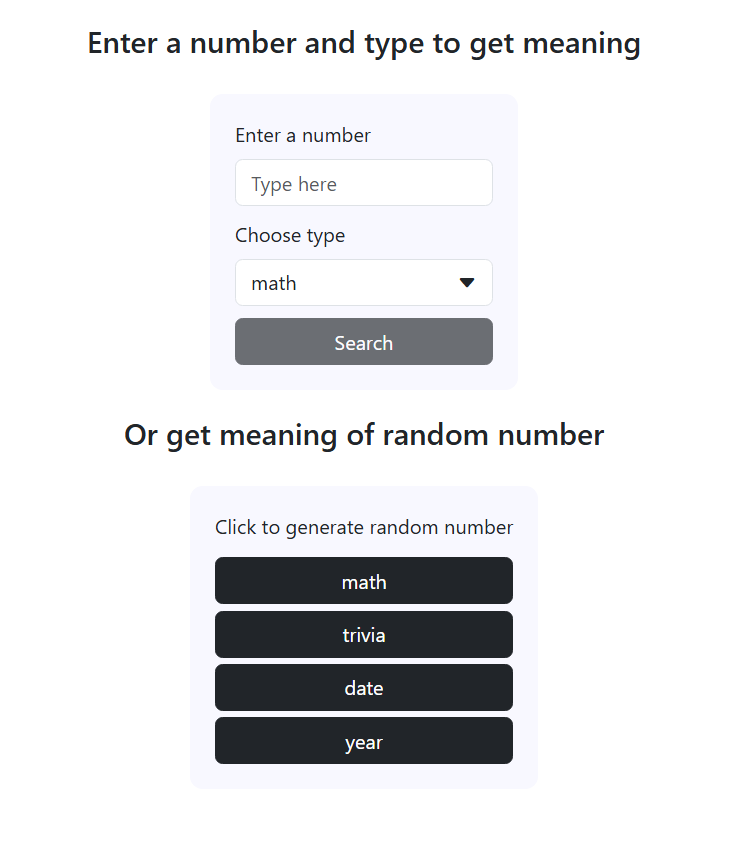 Enter a number and type to get meaning
Enter a number
Type here
Choose type
math
Search
Or get meaning of random number
Click to generate random number
math
trivia
date
year